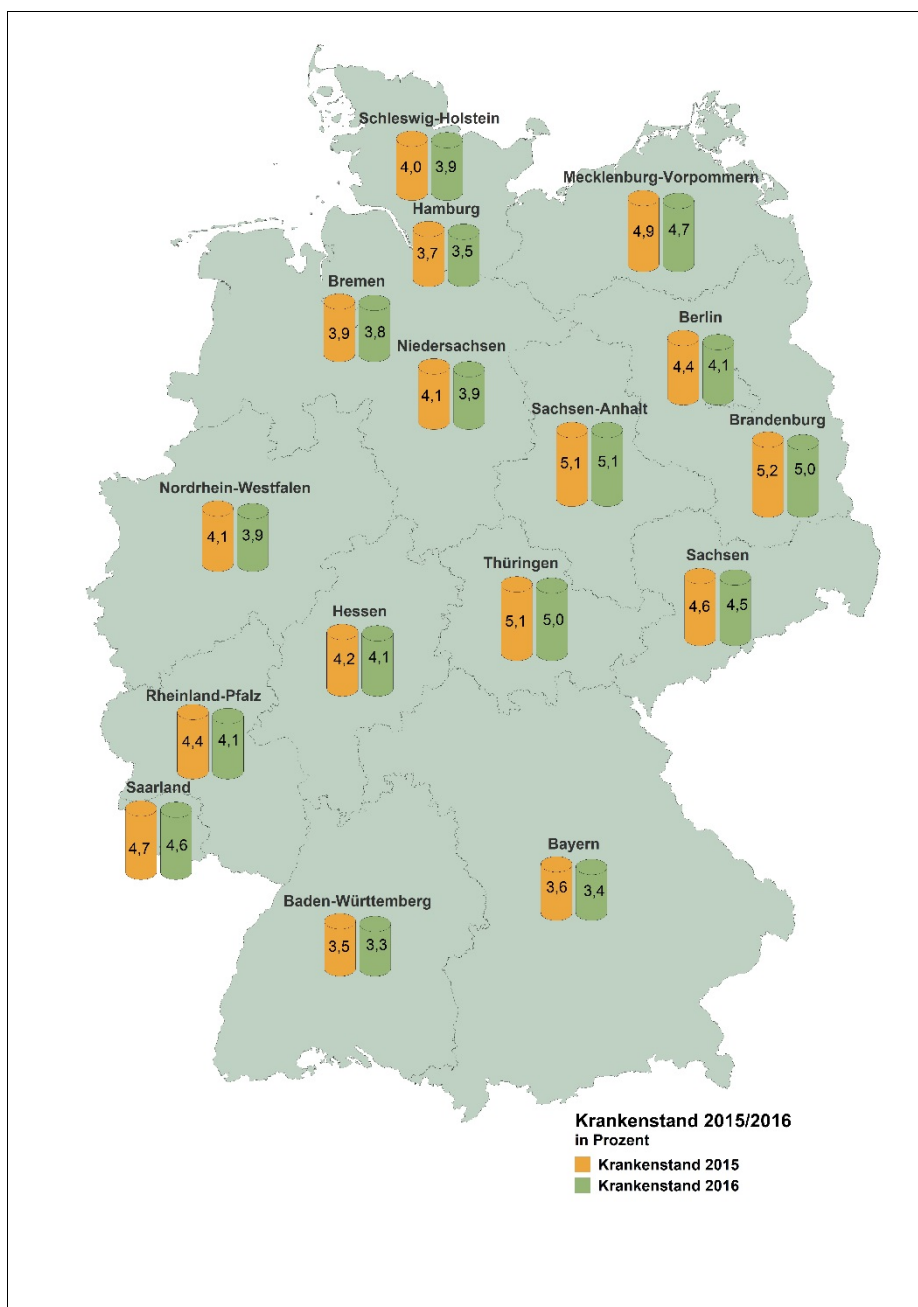 Schleswig-Holstein
4,0 3,9
Mecklenburg-Vorpommern
4,9 4,7
Hamburg
3,7 3,5
Bremen
3,9 3,8
Berlin
4,4 4,1
Niedersachsen
4,1 3,9
Sachsen-Anhalt
5,1 5,1
Brandenburg
5,2 5,0
Nordrhein-Westfalen
4,1 3,9
Thüringen
5,1 5,0
Sachsen
4,6 4,5
Hessen
4,2 4,1
Rheinland-Pfalz
4,4 4,1
Saarland
4,7 4,6
Bayern
3,6 3,4
Baden-Württemberg
3,5 3,3
Krankenstand 2015/2016
in Prozent
Krankenstand 2015
Krankenstand 2016